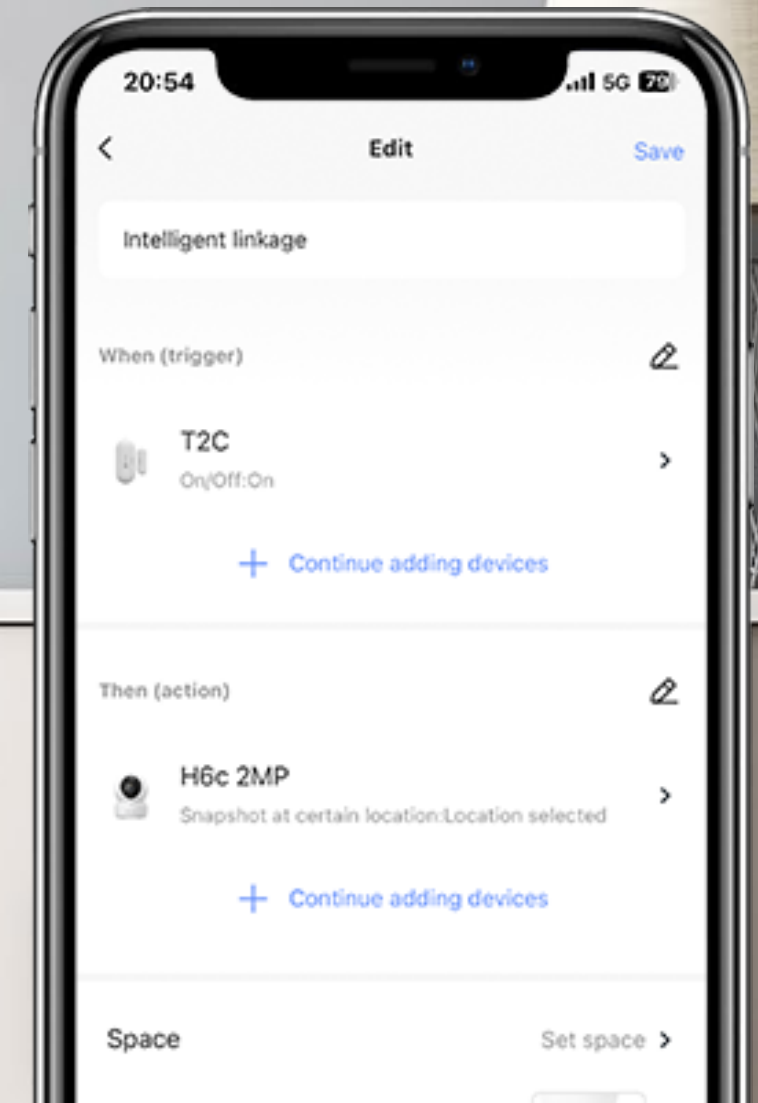 20:54
5G 79
Edit
Save
Intelligent linkage
When (trigger)
T2C
On/Off:On
Continue adding devices
Then (action)
H6c 2MP
Snapshot at certain location:Location selected
Continue adding devices
Space
Set space